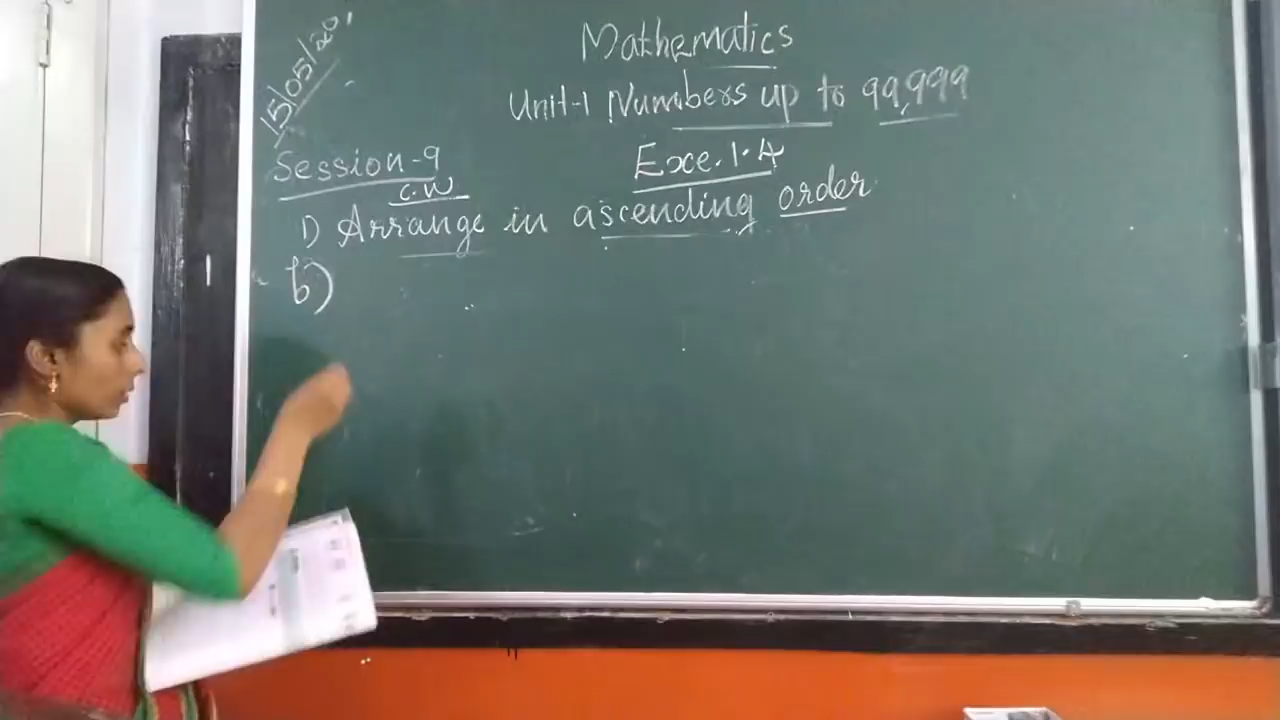 15/05/20
Mathematics
Unit-1 Numbers up to 99,999
Session-9
Exce.1.4
C.W
1) Arrange in ascending order
b)